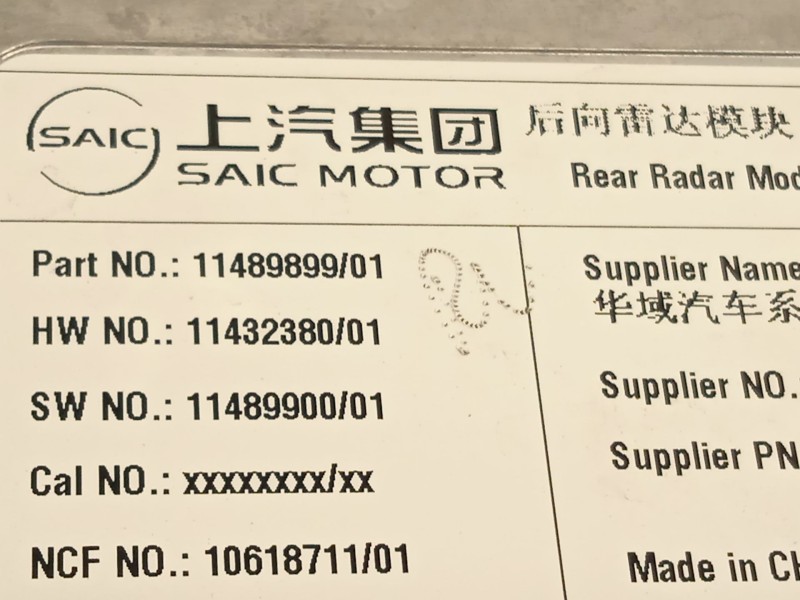 SAIC 上汽集团 后向雷达模块
SAIC MOTOR Rear Radar Mod
Part NO.: 11489899/01 Supplier Name
HW NO.: 11432380/01 华域汽车系
SW NO.: 11489900/01 Supplier NO.
Cal NO.: xxxxxxxx/xx Supplier PN
NCF NO.: 10618711/01 Made in CH